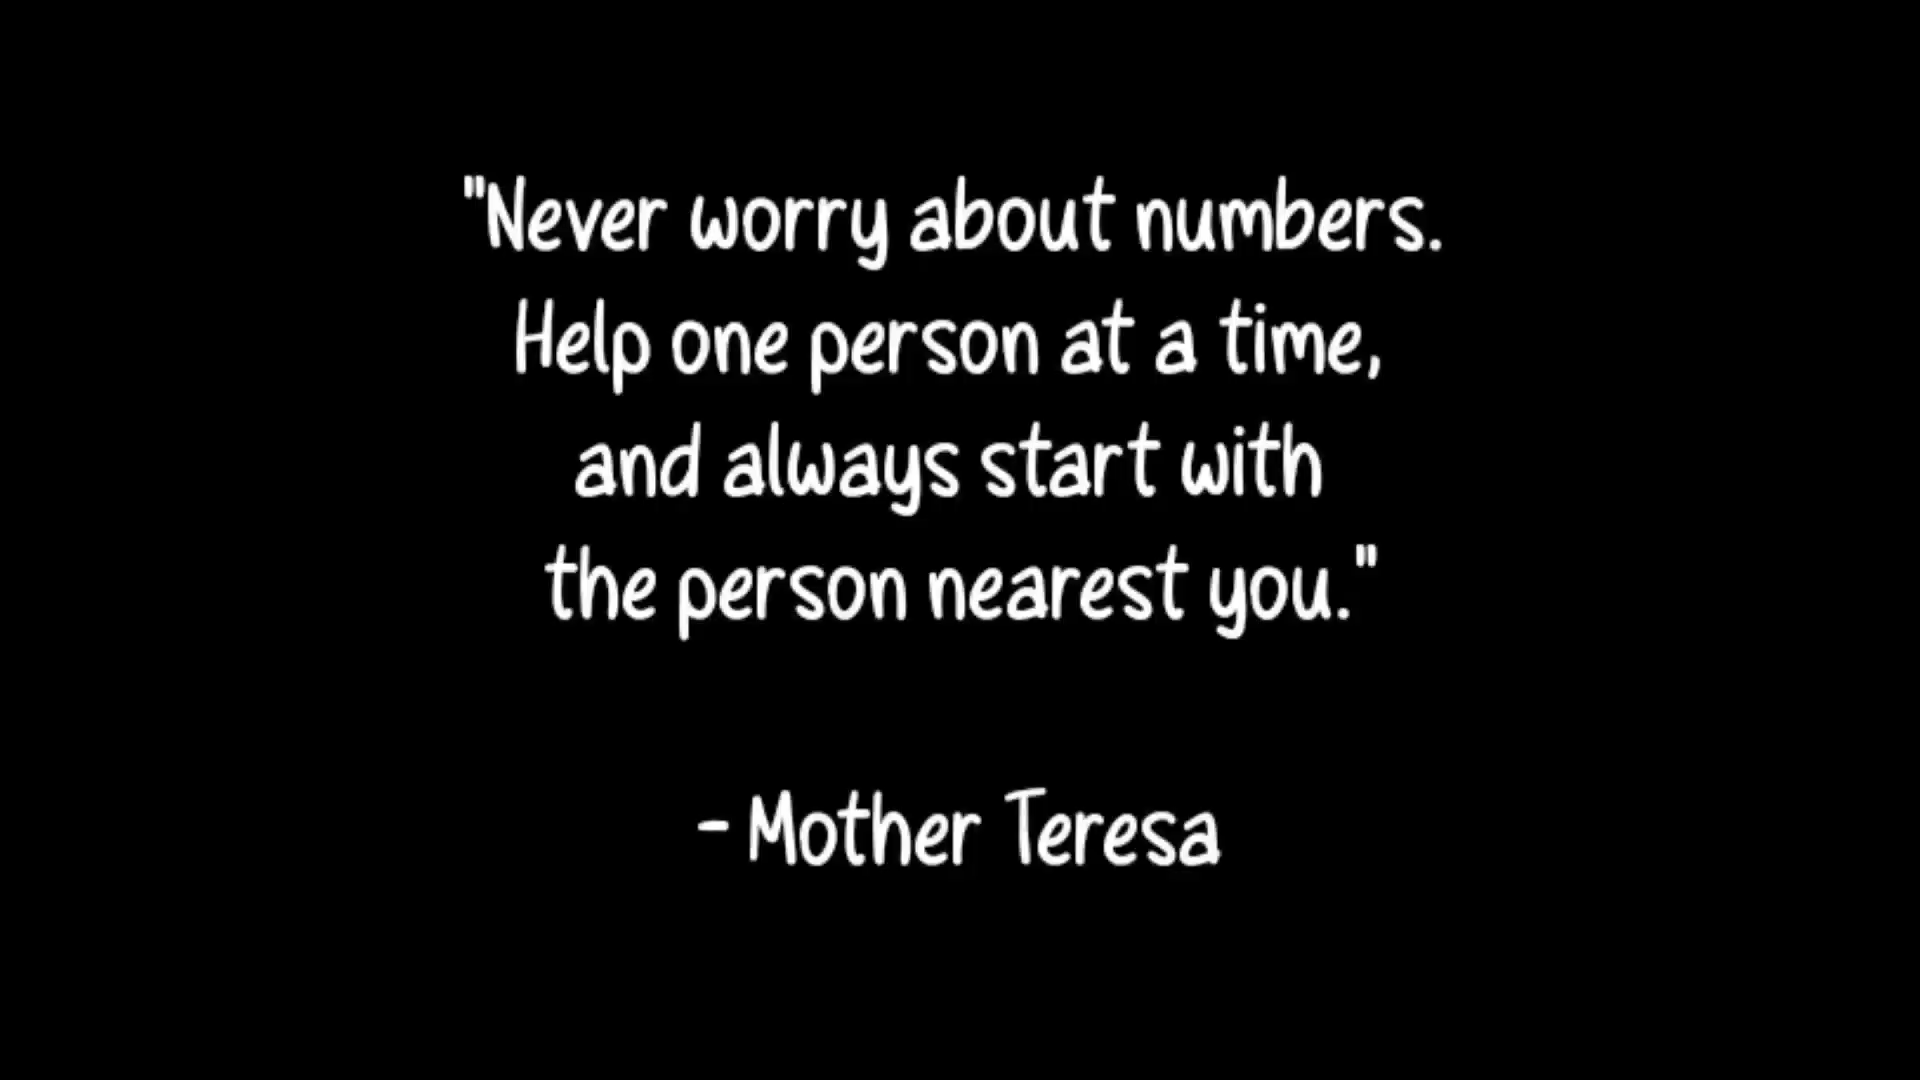 "Never worry about numbers.
Help one person at a time,
and always start with
the person nearest you."
- Mother Teresa